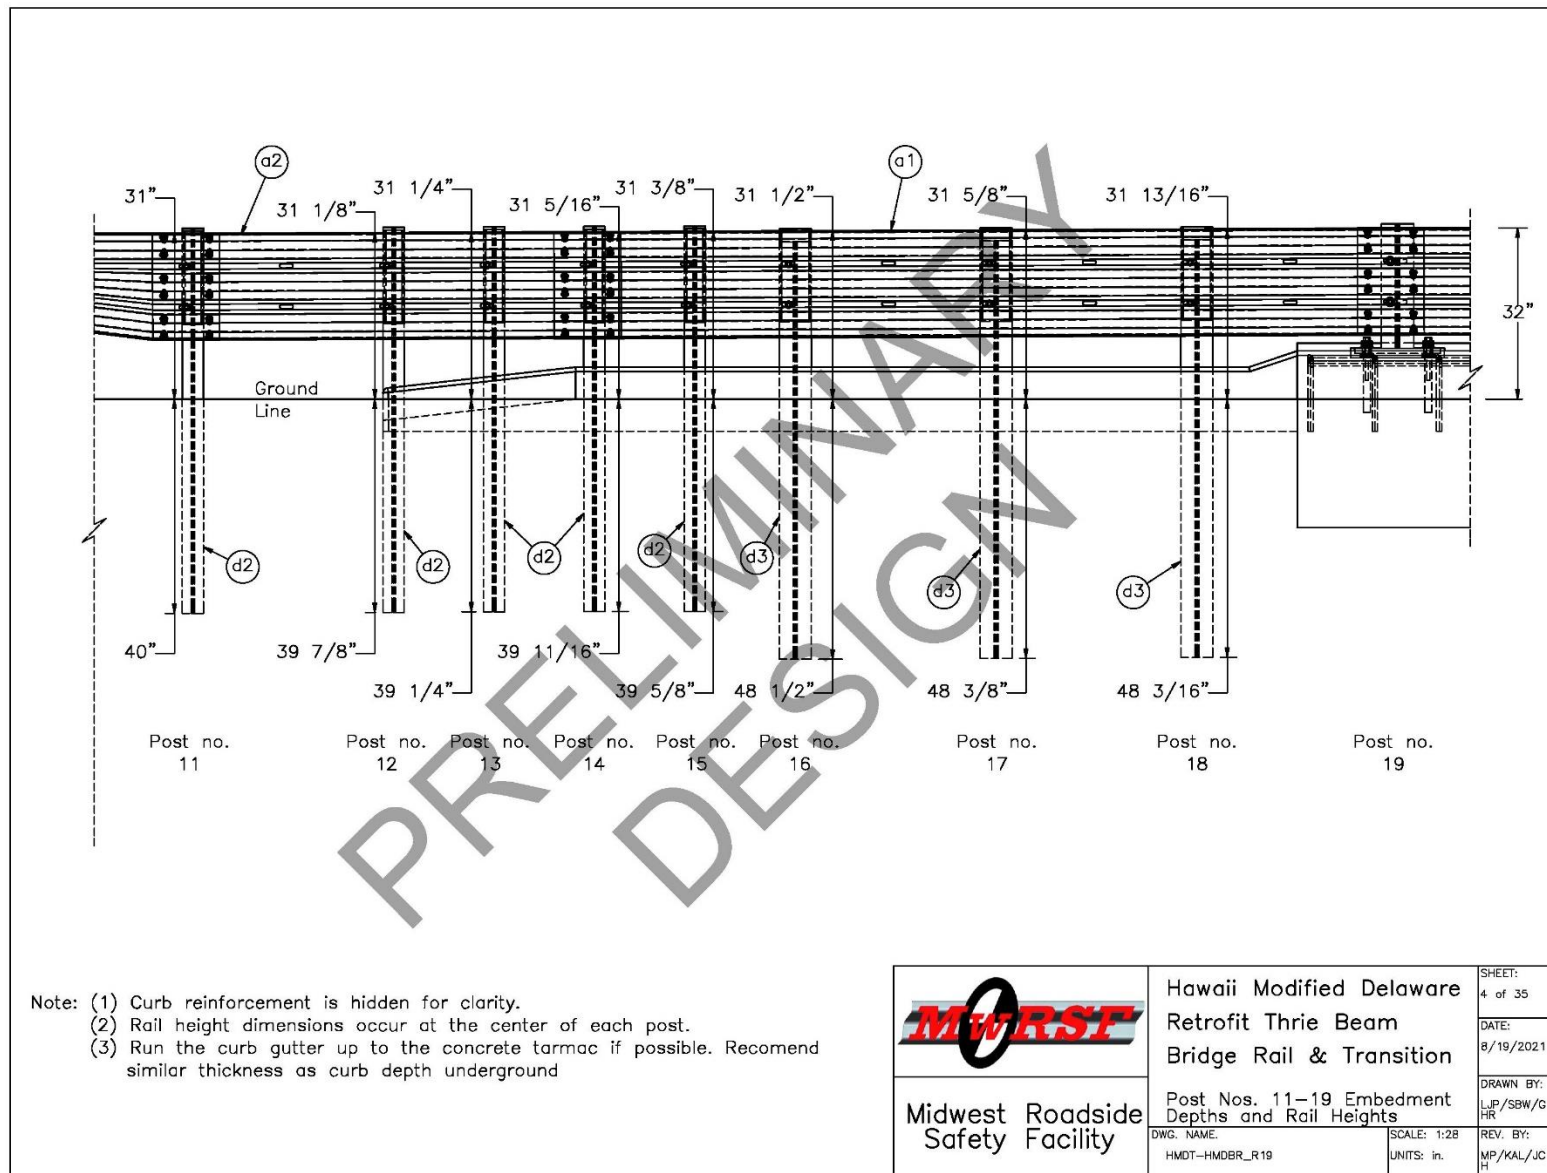 a2
a1
31"
31 1/8"
31 1/4"
31 5/16"
31 3/8"
31 1/2"
31 5/8"
31 13/16"
32"
Ground
Line
d2
d2
d2
d2
d3
d3
d3
40"
39 7/8"
39 1/4"
39 11/16"
39 5/8"
48 1/2"
48 3/8"
48 3/16"
Post no.
11
Post no.
12
Post no.
13
Post no.
14
Post no.
15
Post no.
16
Post no.
17
Post no.
18
Post no.
19
PRELIMINARY
DESIGN
Note: (1) Curb reinforcement is hidden for clarity.
(2) Rail height dimensions occur at the center of each post.
(3) Run the curb gutter up to the concrete tarmac if possible. Recomend
similar thickness as curb depth underground
MwRSF
Midwest Roadside
Safety Facility
Hawaii Modified Delaware
Retrofit Thrie Beam
Bridge Rail & Transition
Post Nos. 11-19 Embedment
Depths and Rail Heights
DWG. NAME.
HMDT-HMDBR_R19
SCALE: 1:28
UNITS: in.
SHEET:
4 of 35
DATE:
8/19/2021
DRAWN BY:
LJP/SBW/G
HR
REV. BY:
MP/KAL/JC
H